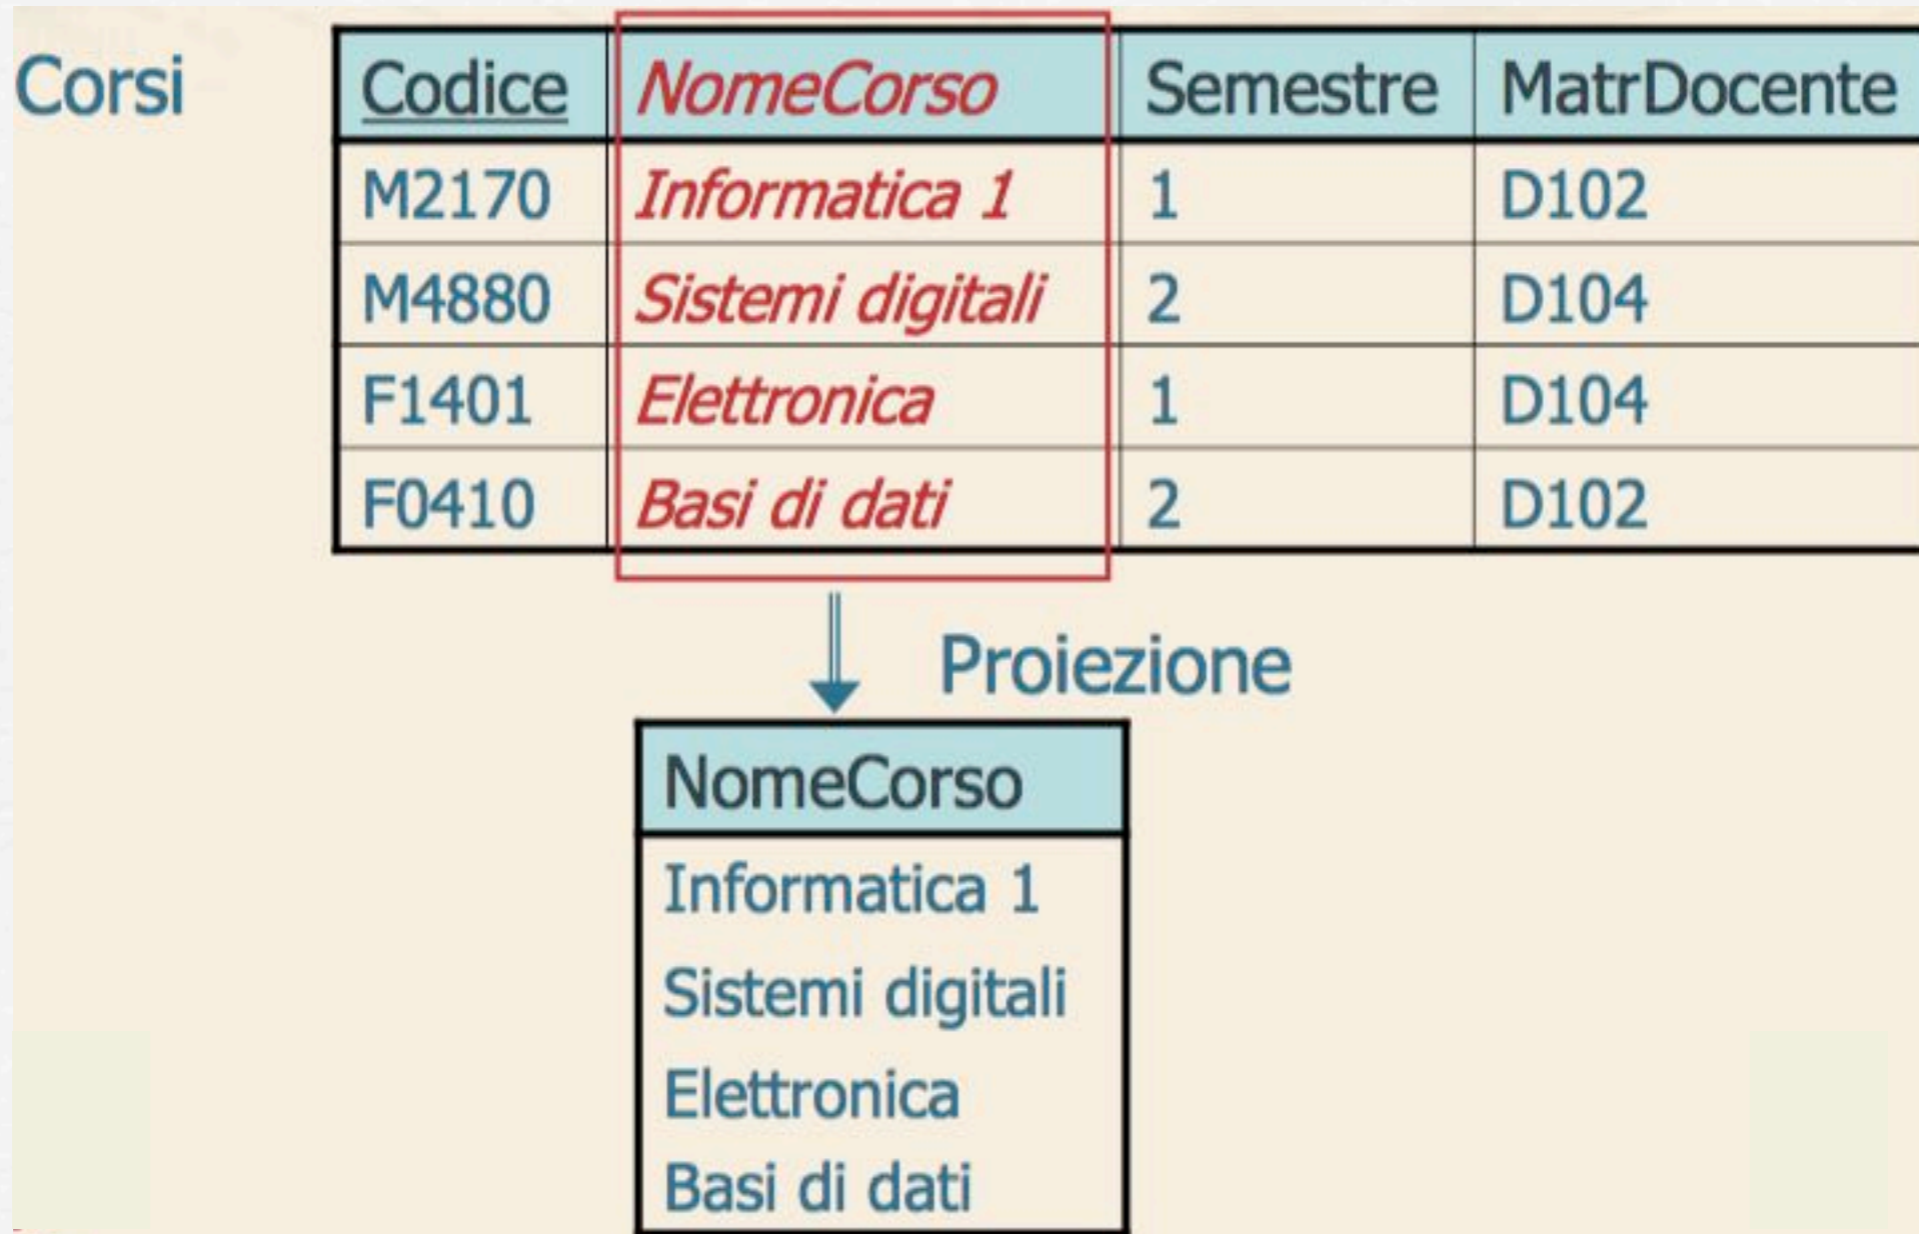 Corsi
Codice NomeCorso Semestre MatrDocente
M2170 Informatica 1 1 D102
M4880 Sistemi digitali 2 D104
F1401 Elettronica 1 D104
F0410 Basi di dati 2 D102
Proiezione
NomeCorso
Informatica 1
Sistemi digitali
Elettronica
Basi di dati